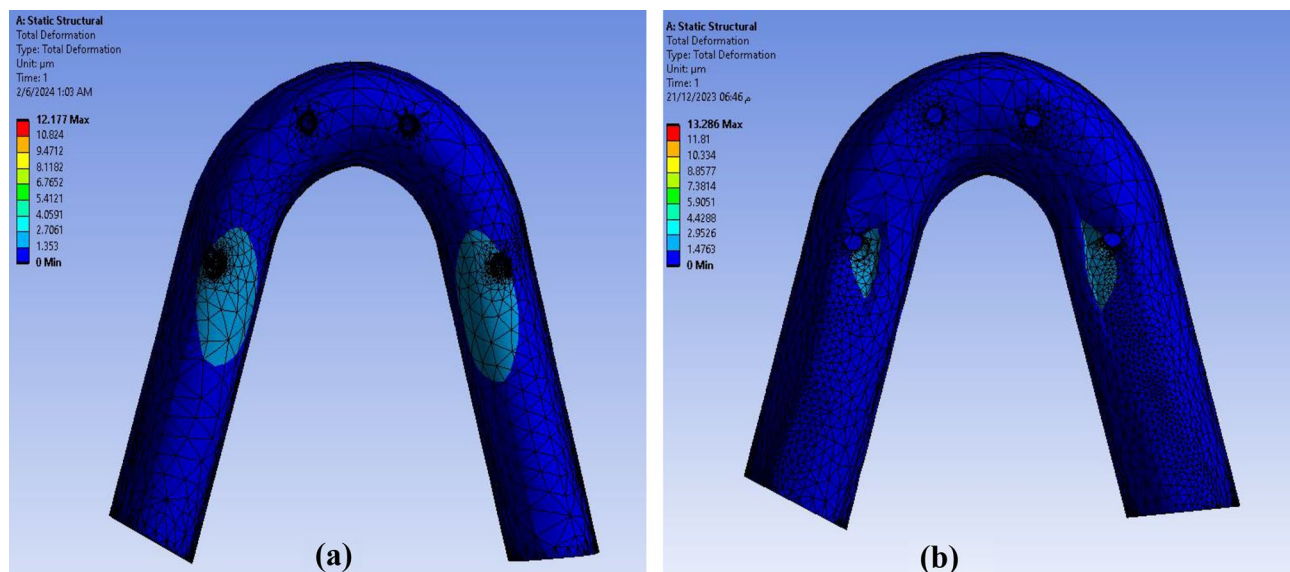 A: Static Structural
Total Deformation
Type: Total Deformation
Unit: µm
Time: 1
2/6/2024 1:03 AM
12.177 Max
10.824
9.4712
8.1182
6.7652
5.4121
4.0591
2.7061
1.353
0 Min
(a)
A: Static Structural
Total Deformation
Type: Total Deformation
Unit: µm
Time: 1
21/12/2023 06:46 م
13.286 Max
11.81
10.334
8.8577
7.3814
5.9051
4.4288
2.9526
1.4763
0 Min
(b)